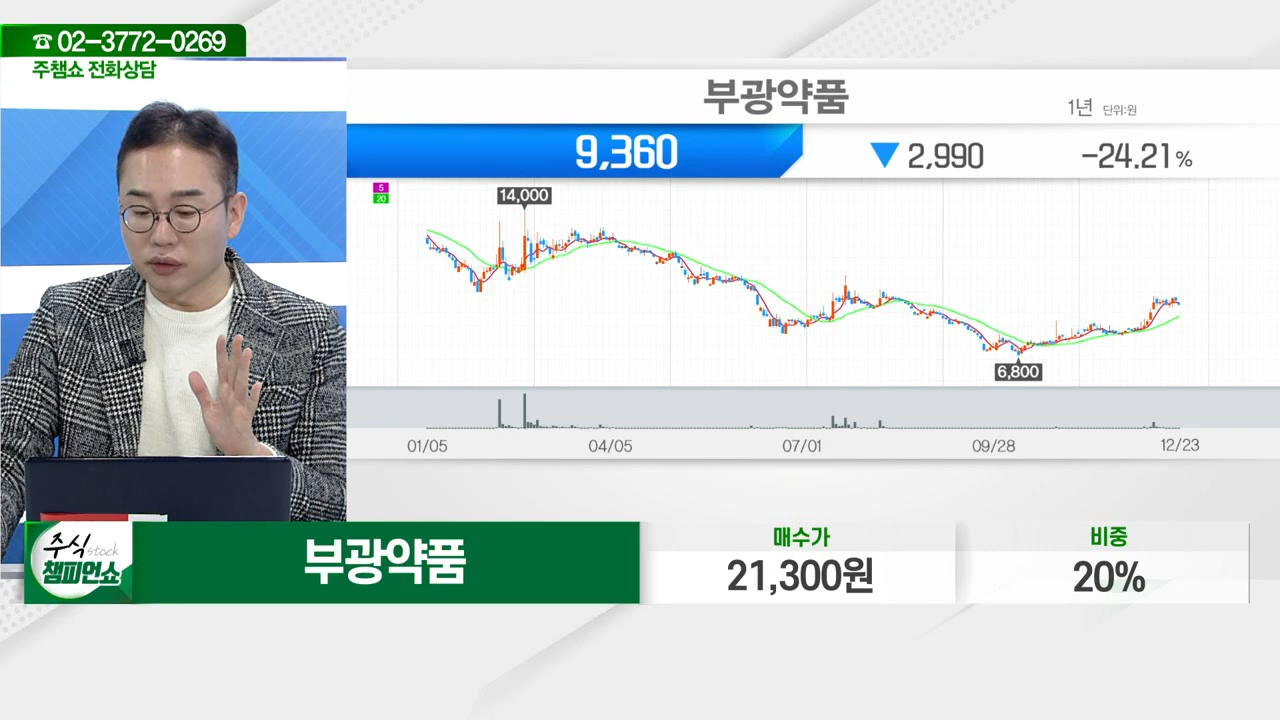 ☎ 02-3772-0269
주챔쇼 전화상담
부광약품
1년 단위:원
9,360
▼ 2,990
-24.21%
5
20
14,000
6,800
01/05
04/05
07/01
09/28
12/23
주식 stock
챔피언쇼
부광약품
매수가
21,300원
비중
20%